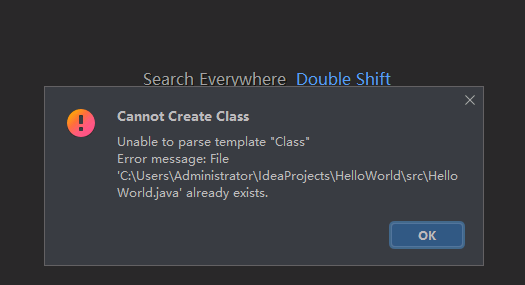 Search Everywhere Double Shift
Cannot Create Class
Unable to parse template "Class"
Error message: File
'C:\Users\Administrator\IdeaProjects\HelloWorld\src\Hello
World.java' already exists.
OK